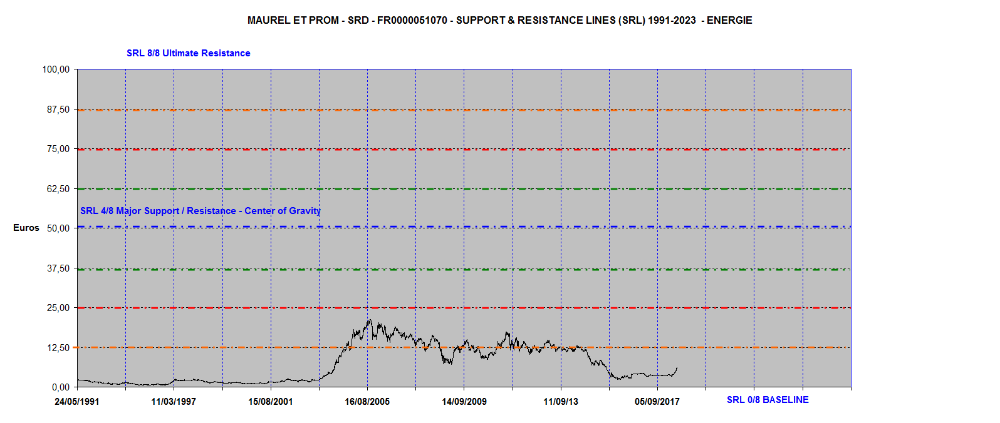 MAUREL ET PROM - SRD - FR0000051070 - SUPPORT & RESISTANCE LINES (SRL) 1991-2023 - ENERGIE
SRL 8/8 Ultimate Resistance
100,00
87,50
75,00
62,50
SRL 4/8 Major Support / Resistance - Center of Gravity
Euros
50,00
37,50
25,00
12,50
0,00
24/05/1991 11/03/1997 15/08/2001 16/08/2005 14/09/2009 11/09/13 05/09/2017
SRL 0/8 BASELINE